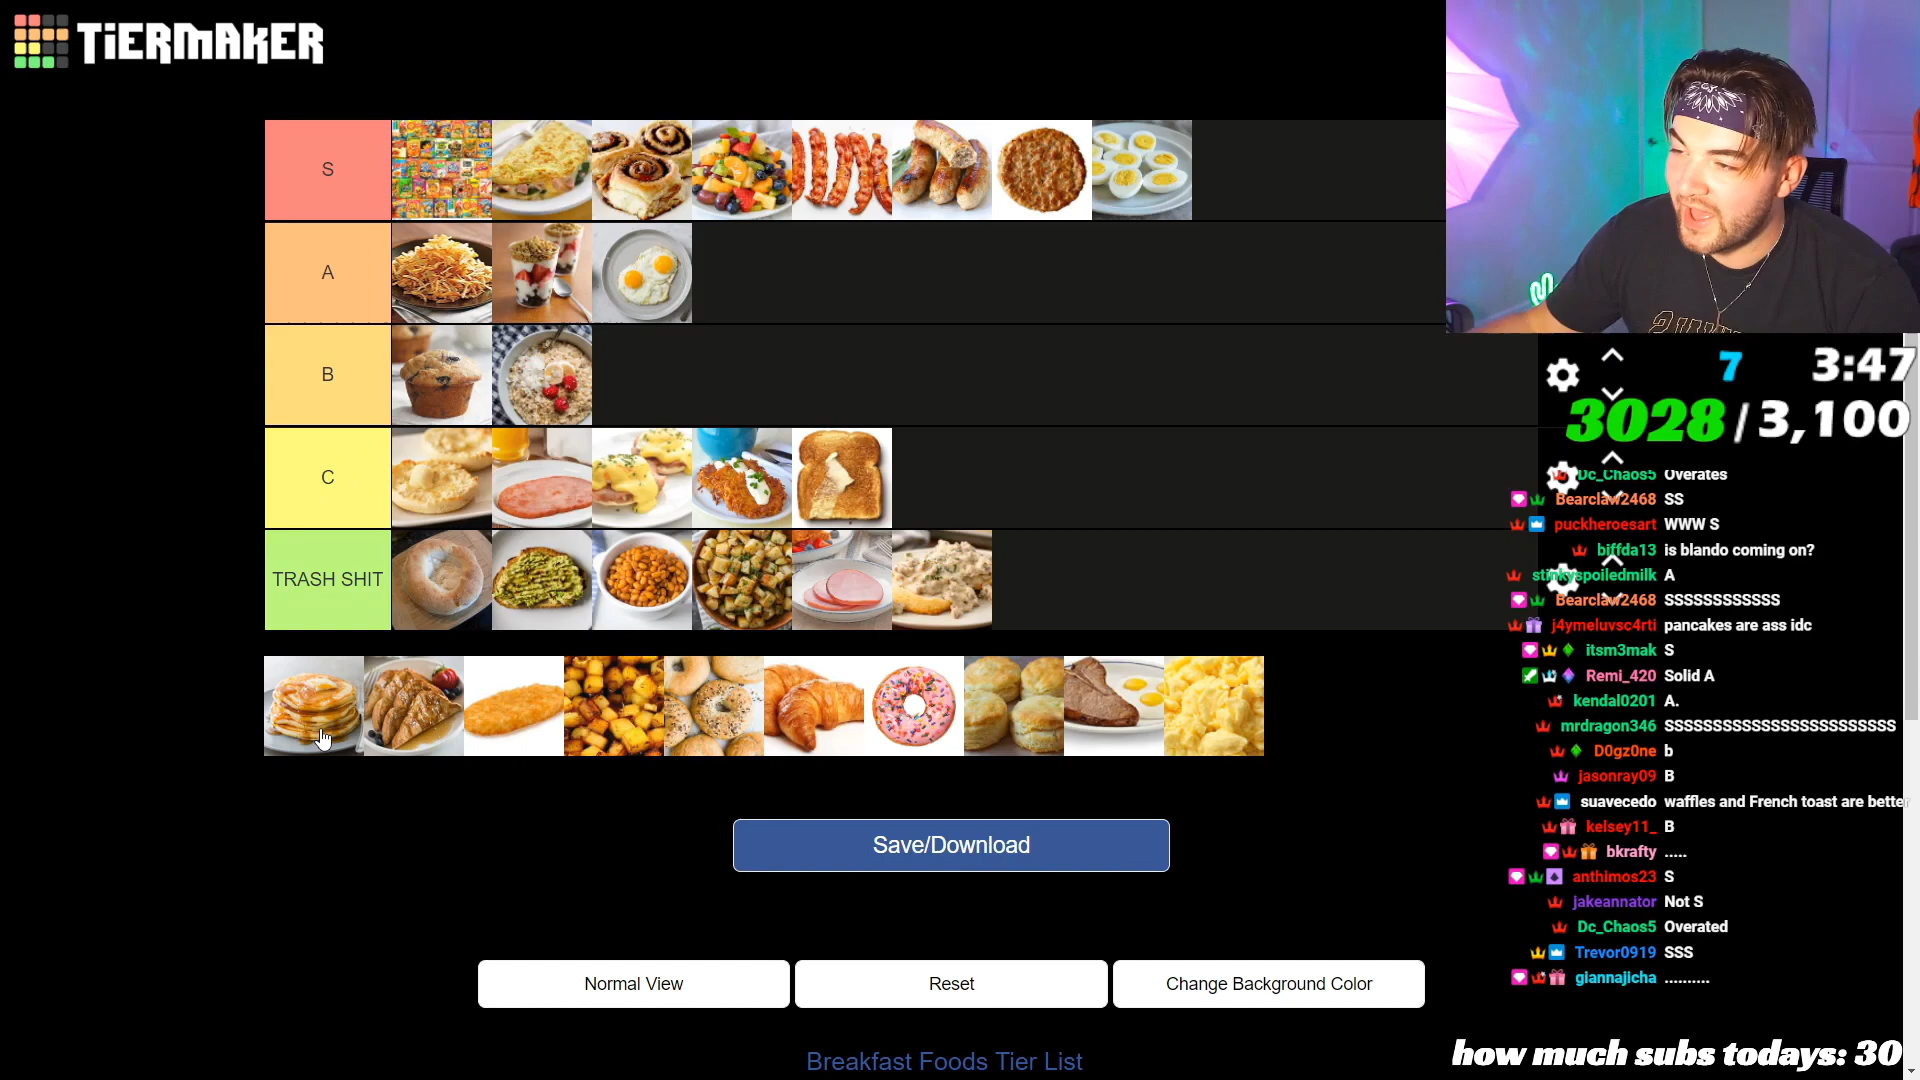 TiERMAKER
S
A
B
C
TRASH SHIT
Save/Download
Normal View
Reset
Change Background Color
Breakfast Foods Tier List
7
3:47
3028/3,100
Dc_Chaos5 Overates
Bearclaw2468 SS
puckheroesart WWW S
biffda13 is blando coming on?
stinkyspoiledmilk A
Bearclaw2468 SSSSSSSSSSSS
j4ymeluvsc4rti pancakes are ass idc
itsm3mak S
Remi_420 Solid A
kendal0201 A.
mrdragon346 SSSSSSSSSSSSSSSSSSSSSSSS
D0gz0ne b
jasonray09 B
suavecedo waffles and French toast are better
kelsey11_ B
bkrafty .....
anthimos23 S
jakeannator Not S
Dc_Chaos5 Overated
Trevor0919 SSS
giannajicha ..........
how much subs todays: 30